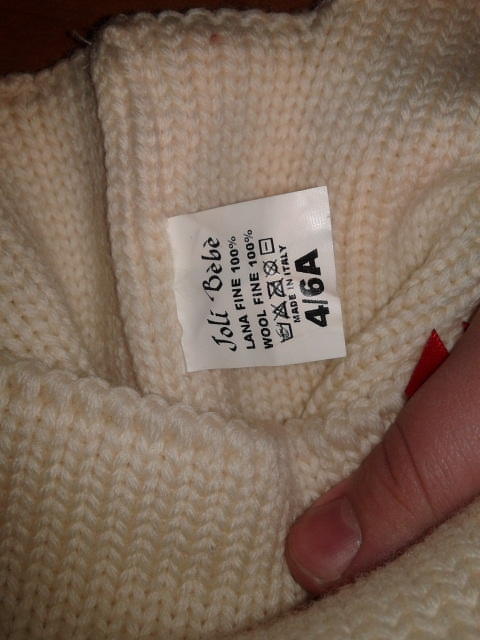 Joli Bèbè
LANA FINE 100%
WOOL FINE 100%
MADE IN ITALY
4/6A